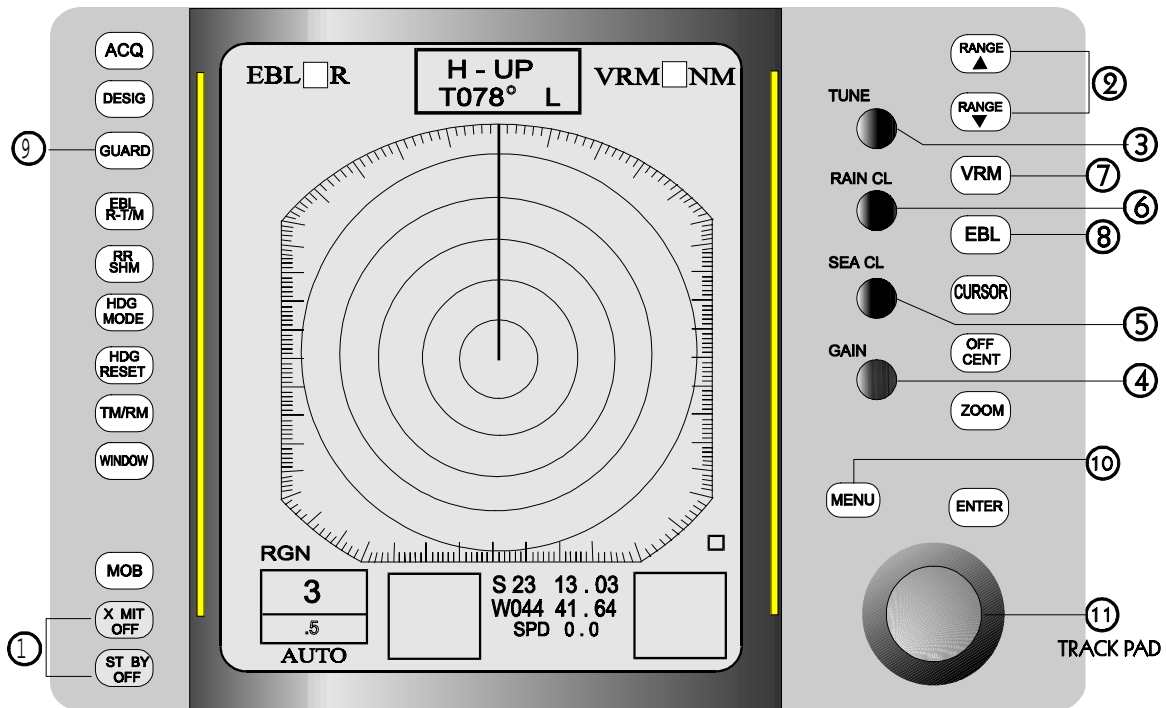 ACQ
DESIG
GUARD
⑨
EBL
R-T/M
RR
SHM
HDG
MODE
HDG
RESET
TM/RM
WINDOW
MOB
X MIT
OFF
ST BY
OFF
①
EBL R
H - UP
T078° L
VRM NM
RGN
3
.5
AUTO
S 23 13 . 03
W044 41 . 64
SPD 0 . 0
TUNE
RAIN CL
SEA CL
GAIN
MENU
RANGE
▲
RANGE
▼
VRM
EBL
CURSOR
OFF
CENT
ZOOM
ENTER
②
③
⑦
⑥
⑧
⑤
④
⑩
⑪
TRACK PAD